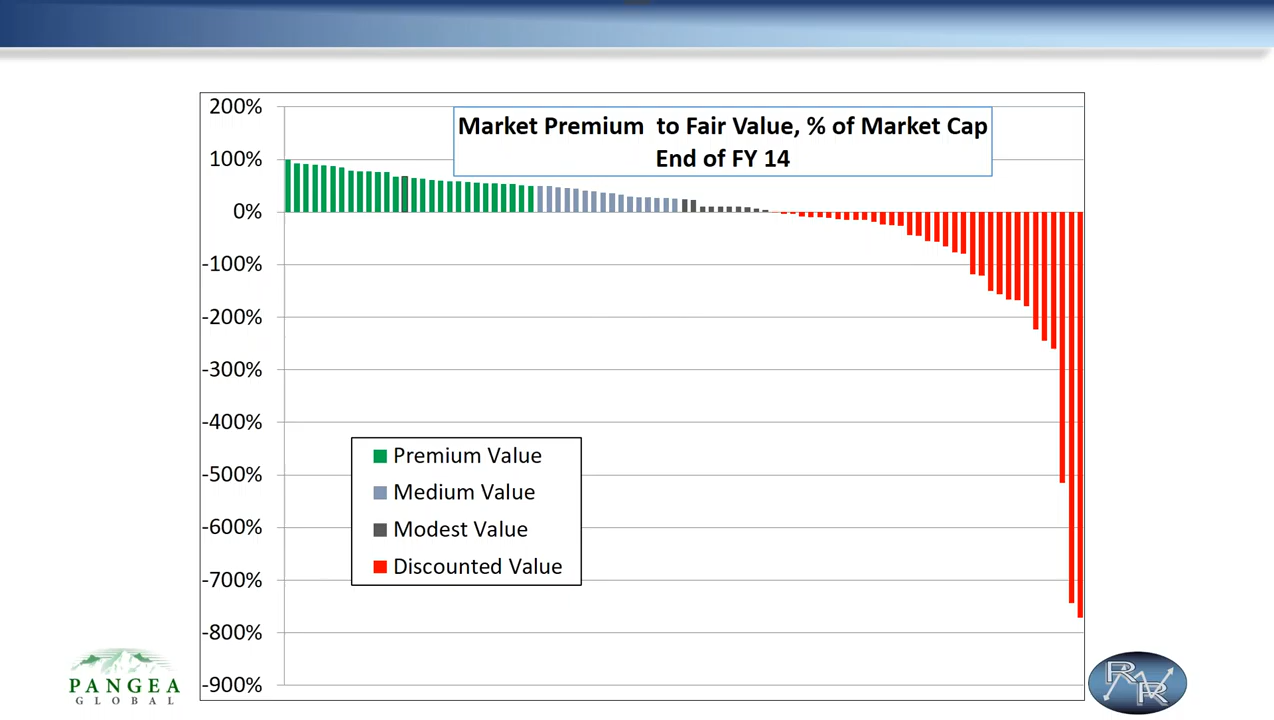 Market Premium  to Fair Value, % of Market Cap
End of FY 14
200%
100%
0%
-100%
-200%
-300%
-400%
-500%
-600%
-700%
-800%
-900%
Premium Value
Medium Value
Modest Value
Discounted Value
PANGEA
GLOBAL
RVR